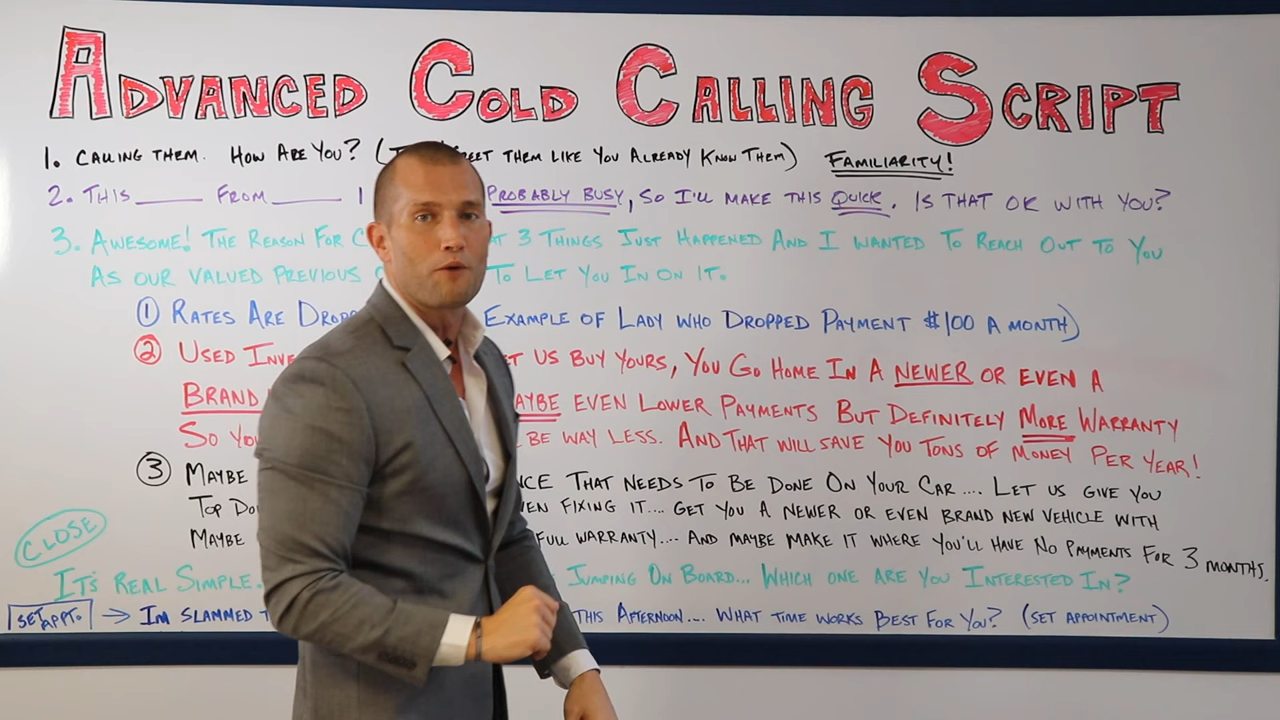 ADVANCED COLD CALLING SCRIPT
1. CALLING THEM. HOW ARE YOU? ( THEM LIKE YOU ALREADY KNOW THEM) FAMILIARITY!
2. THIS ______ FROM ______ I PROBABLY BUSY, SO I'LL MAKE THIS QUICK. IS THAT OK WITH YOU?
3. AWESOME! THE REASON FOR 3 THINGS JUST HAPPENED AND I WANTED TO REACH OUT TO YOU
AS OUR VALUED PREVIOUS TO LET YOU IN ON IT.
① RATES ARE EXAMPLE OF LADY WHO DROPPED PAYMENT $100 A MONTH)
② USED US BUY YOURS, YOU GO HOME IN A NEWER OR EVEN A
BRAND EVEN LOWER PAYMENTS BUT DEFINITELY MORE WARRANTY
SO BE WAY LESS. AND THAT WILL SAVE YOU TONS OF MONEY PER YEAR!
③ MAYBE THAT NEEDS TO BE DONE ON YOUR CAR.... LET US GIVE YOU
TOP FIXING IT.... GET YOU A NEWER OR EVEN BRAND NEW VEHICLE WITH
MAYBE FULL WARRANTY.... AND MAYBE MAKE IT WHERE YOU'LL HAVE NO PAYMENTS FOR 3 MONTHS.
CLOSE
IT'S REAL SIMPLE. JUMPING ON BOARD... WHICH ONE ARE YOU INTERESTED IN?
SET APPT. → IM SLAMMED THIS AFTERNOON.... WHAT TIME WORKS BEST FOR YOU? (SET APPOINTMENT)